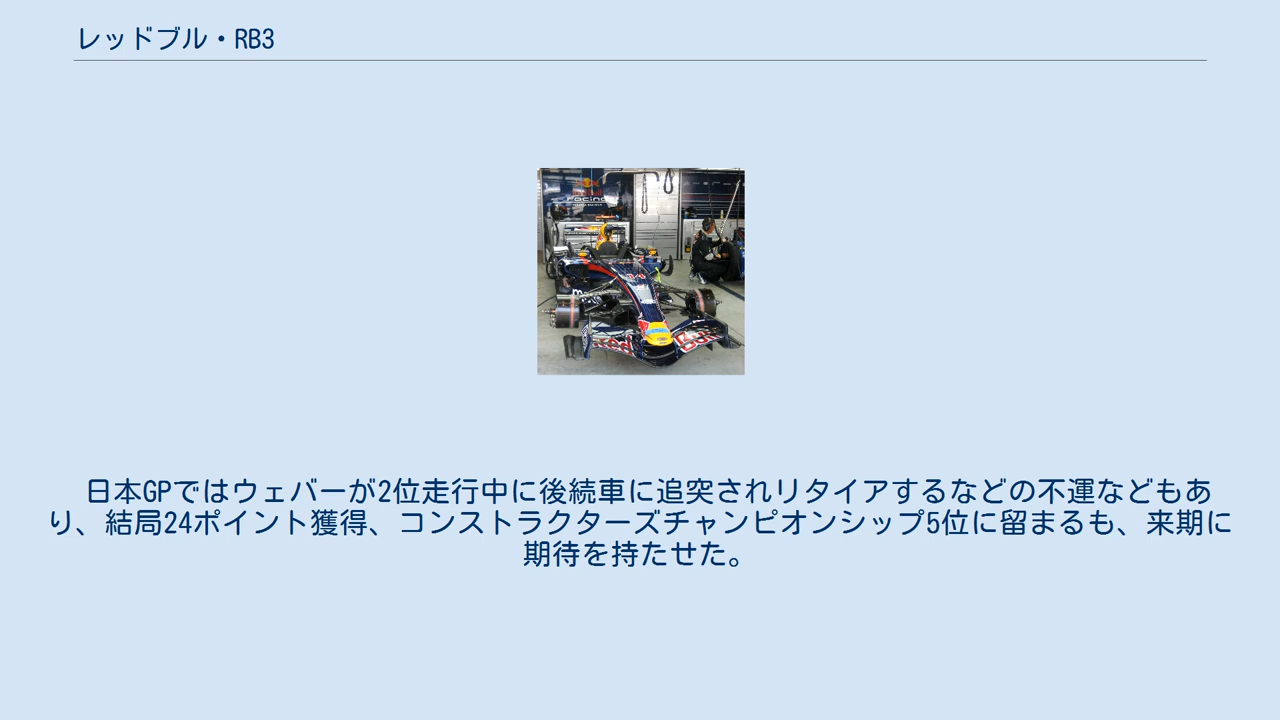 レッドブル・RB3
racing
Red
Bull
日本GPではウェバーが2位走行中に後続車に追突されリタイアするなどの不運などもあ
り、結局24ポイント獲得、コンストラクターズチャンピオンシップ5位に留まるも、来期に
期待を持たせた。